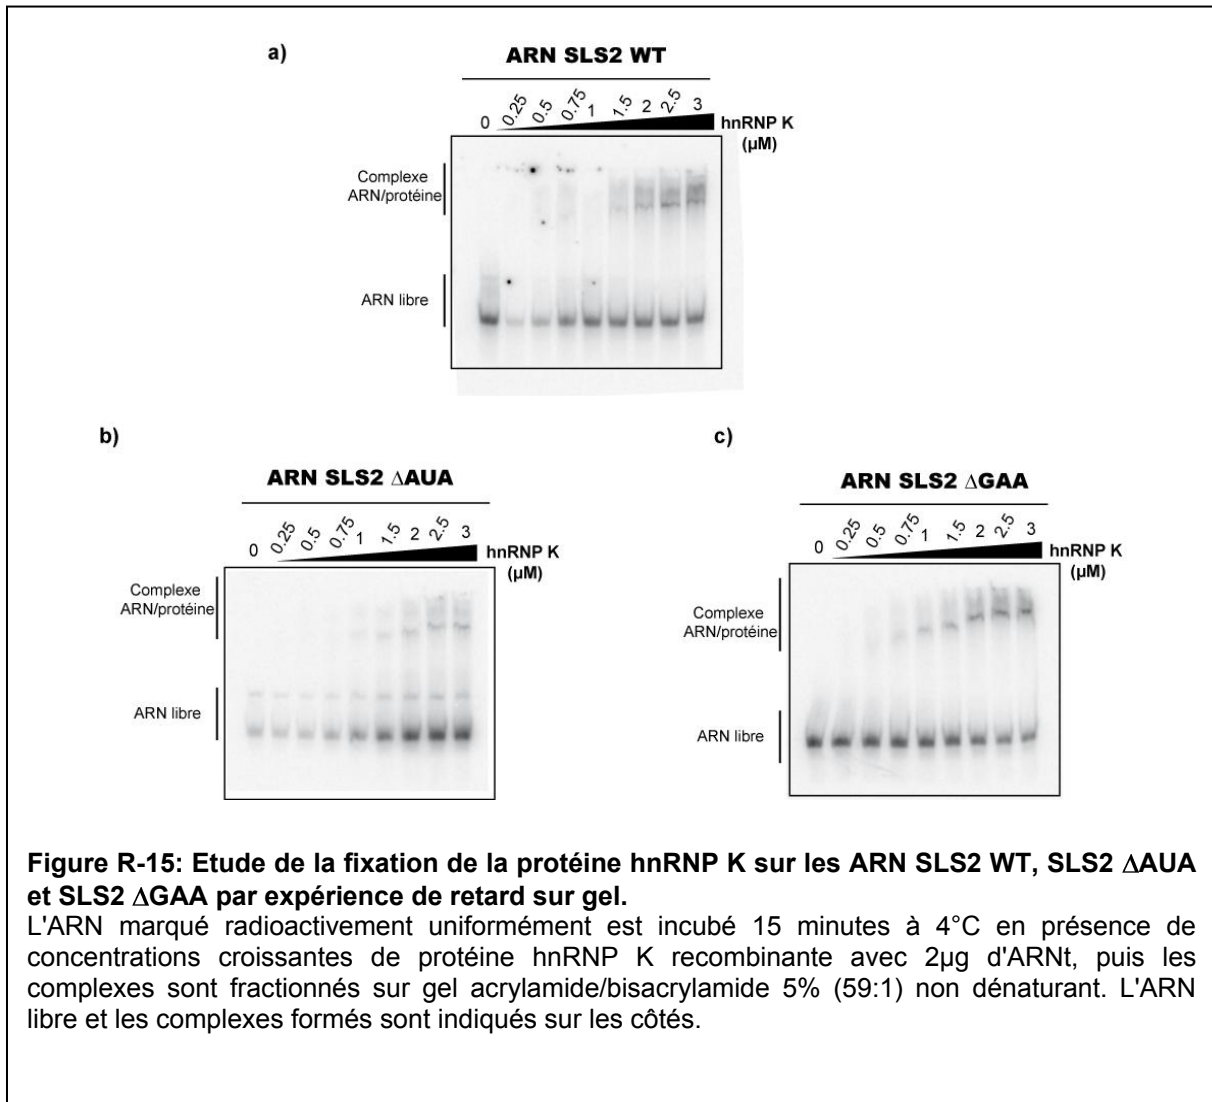 a)
ARN SLS2 WT
0 0.25 0.5 0.75 1 1.5 2 2.5 3 hnRNP K
(µM)
Complexe
ARN/protéine
ARN libre
b)
ARN SLS2 ∆AUA
0 0.25 0.5 0.75 1 1.5 2 2.5 3 hnRNP K
(µM)
Complexe
ARN/protéine
ARN libre
c)
ARN SLS2 ∆GAA
0 0.25 0.5 0.75 1 1.5 2 2.5 3 hnRNP K
(µM)
Complexe
ARN/protéine
ARN libre
Figure R-15: Etude de la fixation de la protéine hnRNP K sur les ARN SLS2 WT, SLS2 ∆AUA
et SLS2 ∆GAA par expérience de retard sur gel.
L'ARN marqué radioactivement uniformément est incubé 15 minutes à 4°C en présence de
concentrations croissantes de protéine hnRNP K recombinante avec 2µg d'ARNt, puis les
complexes sont fractionnés sur gel acrylamide/bisacrylamide 5% (59:1) non dénaturant. L'ARN
libre et les complexes formés sont indiqués sur les côtés.